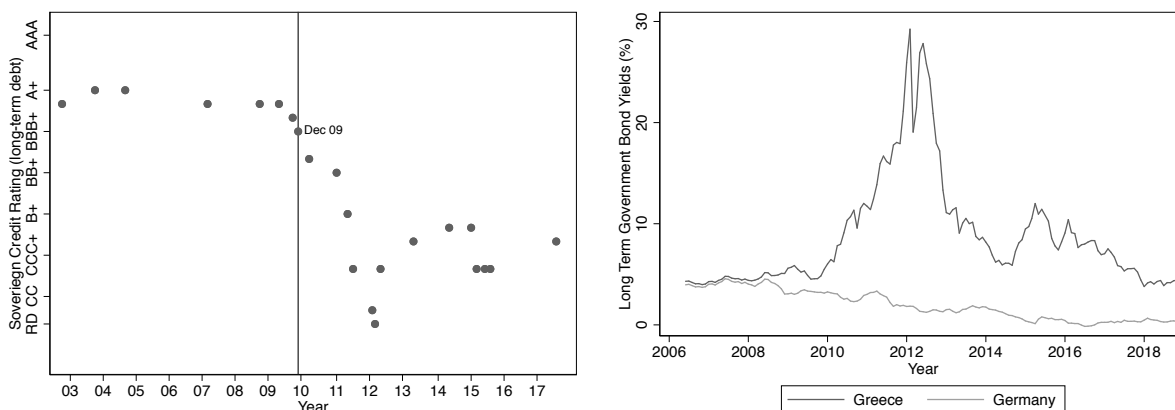 Soveriegn Credit Rating (long-term debt)
AAA
A+
BBB+
BB+
B+
CCC+
CC
RD
Dec 09
03 04 05 06 07 08 09 10 11 12 13 14 15 16 17
Year
Long Term Government Bond Yields (%)
30
20
10
0
2006 2008 2010 2012 2014 2016 2018
Year
Greece Germany